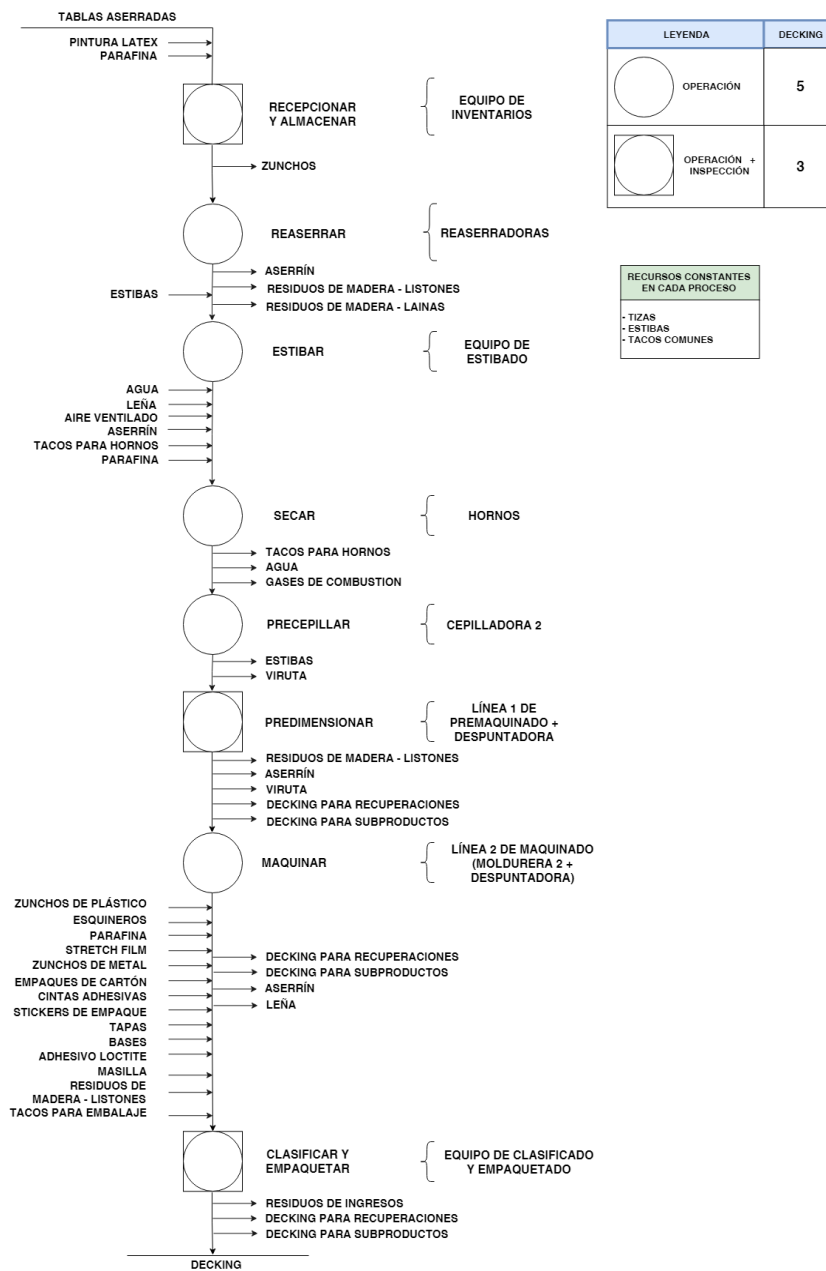 TABLAS ASERRADAS
PINTURA LATEX
PARAFINA
RECEPCIONAR
Y ALMACENAR
EQUIPO DE
INVENTARIOS
ZUNCHOS
REASERRAR
REASERRADORAS
ASERRÍN
RESIDUOS DE MADERA - LISTONES
ESTIBAS
RESIDUOS DE MADERA - LAINAS
ESTIBAR
EQUIPO DE
ESTIBADO
AGUA
LEÑA
AIRE VENTILADO
ASERRÍN
TACOS PARA HORNOS
PARAFINA
SECAR
HORNOS
TACOS PARA HORNOS
AGUA
GASES DE COMBUSTION
PRECEPILLAR
CEPILLADORA 2
ESTIBAS
VIRUTA
PREDIMENSIONAR
LÍNEA 1 DE
PREMAQUINADO +
DESPUNTADORA
RESIDUOS DE MADERA - LISTONES
ASERRÍN
VIRUTA
DECKING PARA RECUPERACIONES
DECKING PARA SUBPRODUCTOS
MAQUINAR
LÍNEA 2 DE MAQUINADO
(MOLDURERA 2 +
DESPUNTADORA)
ZUNCHOS DE PLÁSTICO
ESQUINEROS
PARAFINA
STRETCH FILM
ZUNCHOS DE METAL
EMPAQUES DE CARTÓN
CINTAS ADHESIVAS
STICKERS DE EMPAQUE
TAPAS
BASES
ADHESIVO LOCTITE
MASILLA
RESIDUOS DE
MADERA - LISTONES
TACOS PARA EMBALAJE
DECKING PARA RECUPERACIONES
DECKING PARA SUBPRODUCTOS
ASERRÍN
LEÑA
CLASIFICAR Y
EMPAQUETAR
EQUIPO DE CLASIFICADO
Y EMPAQUETADO
RESIDUOS DE INGRESOS
DECKING PARA RECUPERACIONES
DECKING PARA SUBPRODUCTOS
DECKING
LEYENDA DECKING
OPERACIÓN 5
OPERACIÓN +
INSPECCIÓN 3
RECURSOS CONSTANTES
EN CADA PROCESO
- TIZAS
- ESTIBAS
- TACOS COMUNES